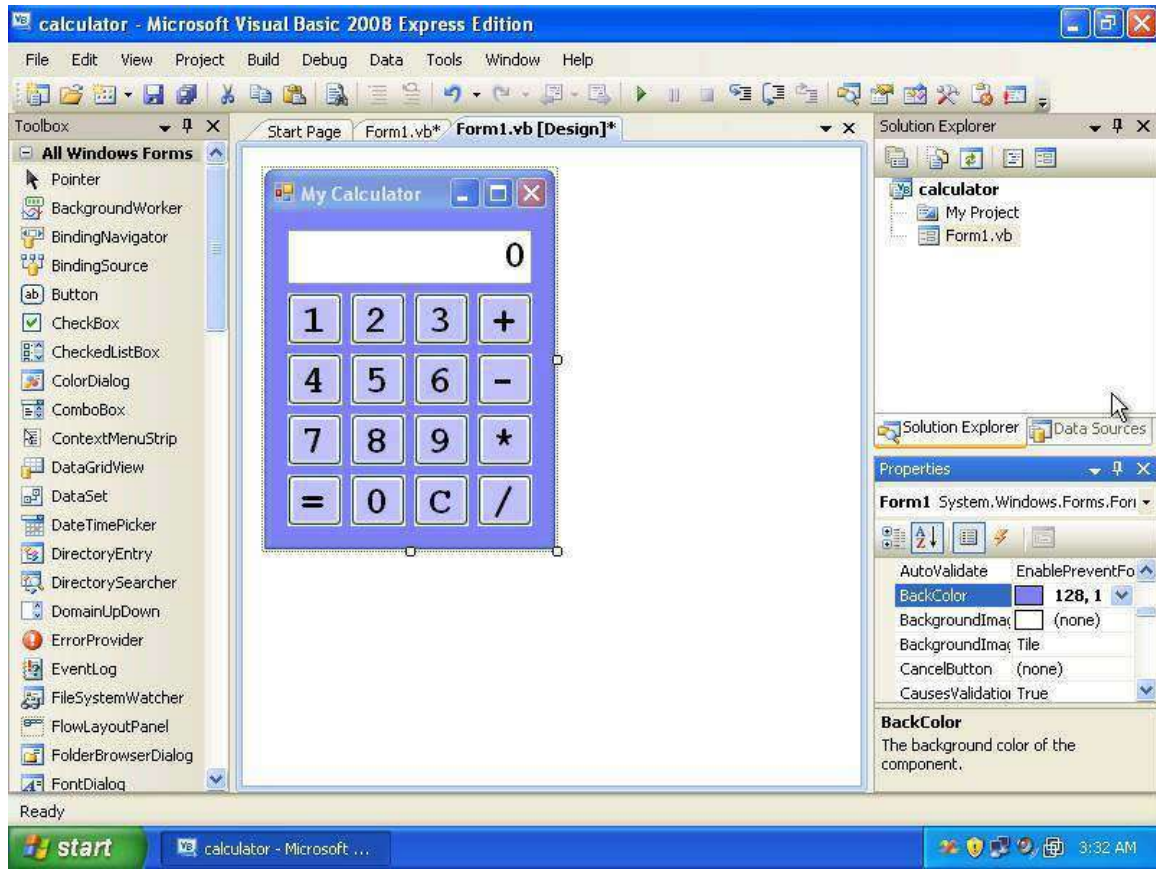 calculator - Microsoft Visual Basic 2008 Express Edition
File Edit View Project Build Debug Data Tools Window Help
Toolbox
All Windows Forms
Pointer
BackgroundWorker
BindingNavigator
BindingSource
Button
CheckBox
CheckedListBox
ColorDialog
ComboBox
ContextMenuStrip
DataGridView
DataSet
DateTimePicker
DirectoryEntry
DirectorySearcher
DomainUpDown
ErrorProvider
EventLog
FileSystemWatcher
FlowLayoutPanel
FolderBrowserDialog
FontDialog
Start Page Form1.vb* Form1.vb [Design]*
My Calculator
0
1 2 3 +
4 5 6 -
7 8 9 *
= 0 C /
Solution Explorer
calculator
My Project
Form1.vb
Solution Explorer Data Sources
Properties
Form1 System.Windows.Forms.Fori
AutoValidate EnablePreventFo
BackColor 128, 1
BackgroundImag (none)
BackgroundImag Tile
CancelButton (none)
CausesValidatioi True
BackColor
The background color of the
component.
Ready
start calculator - Microsoft ... 3:32 AM